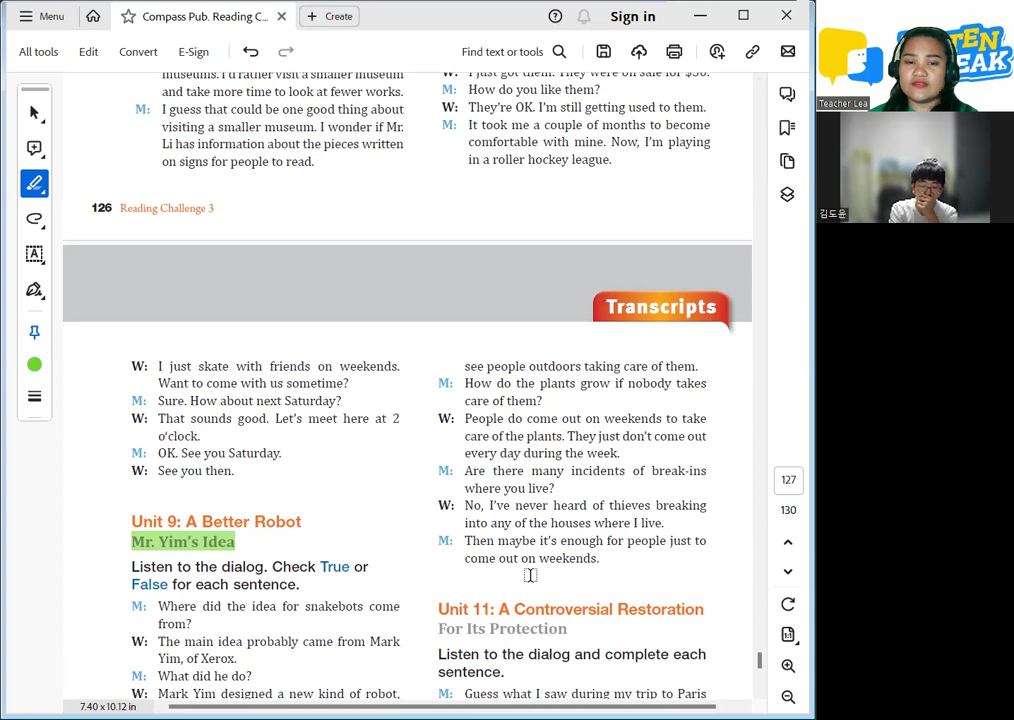 Menu
Compass Pub. Reading C...
Create
Sign in
All tools
Edit
Convert
E-Sign
Find text or tools
museums. I'd rather visit a smaller museum
and take more time to look at fewer works.
M: I guess that could be one good thing about
visiting a smaller museum. I wonder if Mr.
Li has information about the pieces written
on signs for people to read.
W: I just got them. They were on sale for $50.
M: How do you like them?
W: They're OK. I'm still getting used to them.
M: It took me a couple of months to become
comfortable with mine. Now, I'm playing
in a roller hockey league.
126 Reading Challenge 3
Transcripts
W: I just skate with friends on weekends.
Want to come with us sometime?
M: Sure. How about next Saturday?
W: That sounds good. Let's meet here at 2
o'clock.
M: OK. See you Saturday.
W: See you then.
Unit 9: A Better Robot
Mr. Yim's Idea
Listen to the dialog. Check True or
False for each sentence.
M: Where did the idea for snakebots come
from?
W: The main idea probably came from Mark
Yim, of Xerox.
M: What did he do?
W: Mark Yim designed a new kind of robot,
see people outdoors taking care of them.
M: How do the plants grow if nobody takes
care of them?
W: People do come out on weekends to take
care of the plants. They just don't come out
every day during the week.
M: Are there many incidents of break-ins
where you live?
W: No, I've never heard of thieves breaking
into any of the houses where I live.
M: Then maybe it's enough for people just to
come out on weekends.
Unit 11: A Controversial Restoration
For Its Protection
Listen to the dialog and complete each
sentence.
M: Guess what I saw during my trip to Paris
127
130
7.40 x 10.12 in
Teacher Lea
김도윤